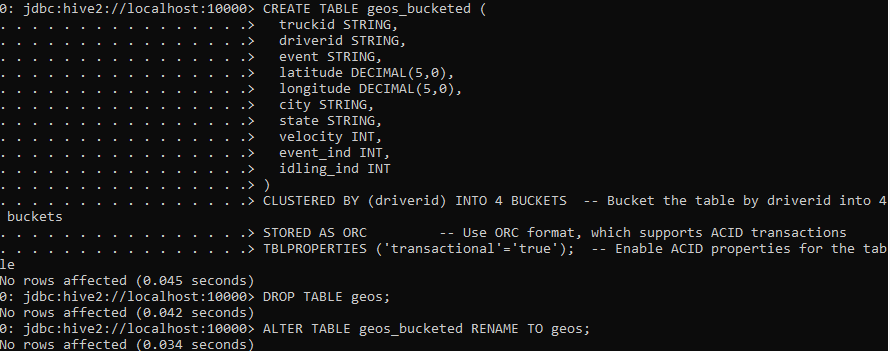 0: jdbc:hive2://localhost:10000> CREATE TABLE geos_bucketed (
. . . . . . . . . . . . . . . .>   truckid STRING,
. . . . . . . . . . . . . . . .>   driverid STRING,
. . . . . . . . . . . . . . . .>   event STRING,
. . . . . . . . . . . . . . . .>   latitude DECIMAL(5,0),
. . . . . . . . . . . . . . . .>   longitude DECIMAL(5,0),
. . . . . . . . . . . . . . . .>   city STRING,
. . . . . . . . . . . . . . . .>   state STRING,
. . . . . . . . . . . . . . . .>   velocity INT,
. . . . . . . . . . . . . . . .>   event_ind INT,
. . . . . . . . . . . . . . . .>   idling_ind INT
. . . . . . . . . . . . . . . .> )
. . . . . . . . . . . . . . . .> CLUSTERED BY (driverid) INTO 4 BUCKETS  -- Bucket the table by driverid into 4
 buckets
. . . . . . . . . . . . . . . .> STORED AS ORC         -- Use ORC format, which supports ACID transactions
. . . . . . . . . . . . . . . .> TBLPROPERTIES ('transactional'='true');  -- Enable ACID properties for the tab
le
No rows affected (0.045 seconds)
0: jdbc:hive2://localhost:10000> DROP TABLE geos;
No rows affected (0.042 seconds)
0: jdbc:hive2://localhost:10000> ALTER TABLE geos_bucketed RENAME TO geos;
No rows affected (0.034 seconds)